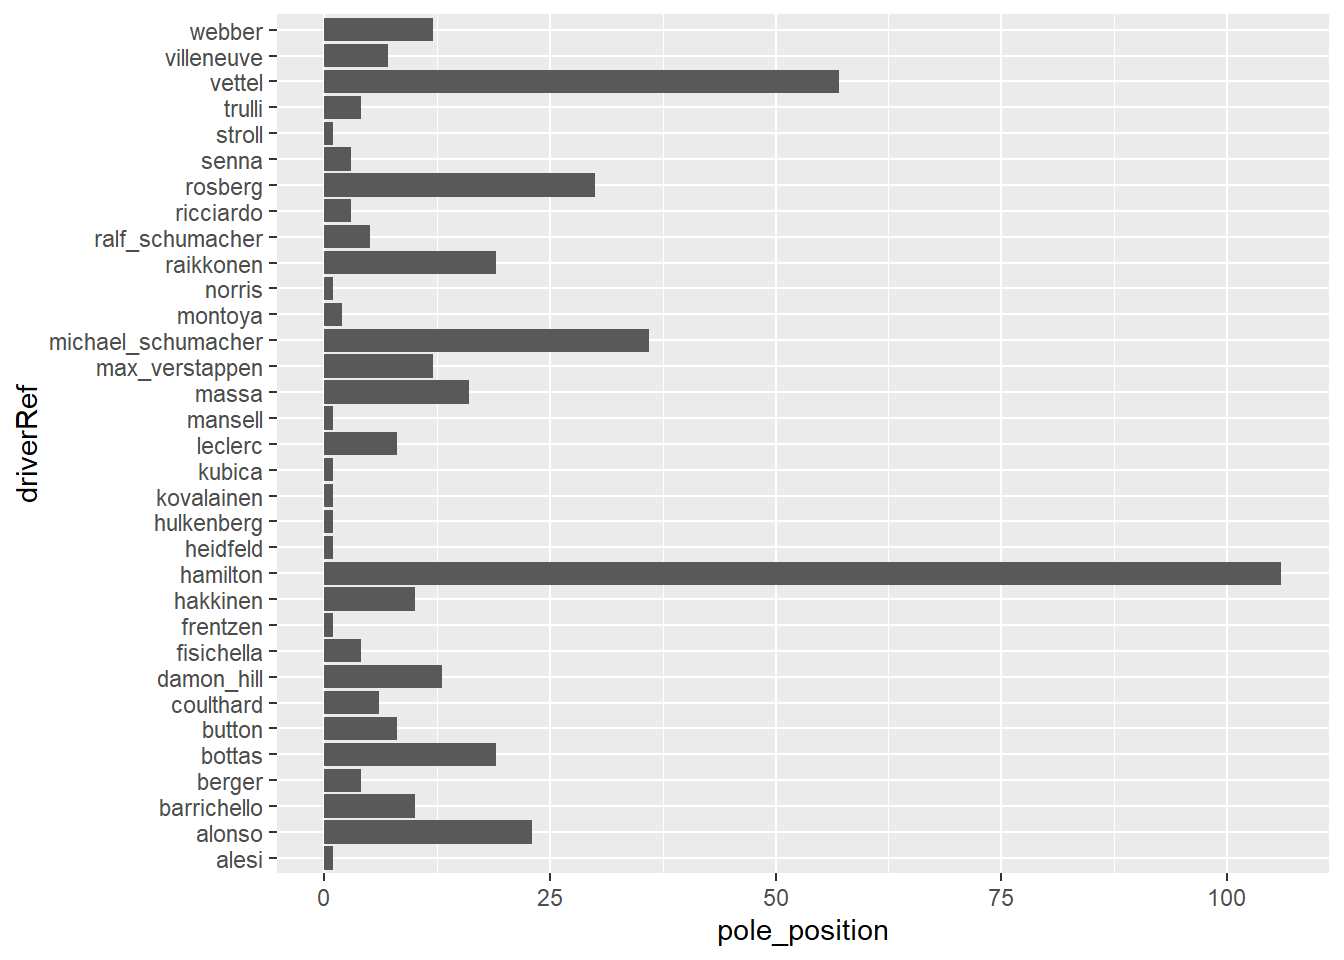 webber
villeneuve
vettel
trulli
stroll
senna
rosberg
ricciardo
ralf_schumacher
raikkonen
norris
montoya
michael_schumacher
max_verstappen
massa
mansell
leclerc
kubica
kovalainen
hulkenberg
heidfeld
hamilton
hakkinen
frentzen
fisichella
damon_hill
coulthard
button
bottas
berger
barrichello
alonso
alesi
driverRef
0 25 50 75 100
pole_position